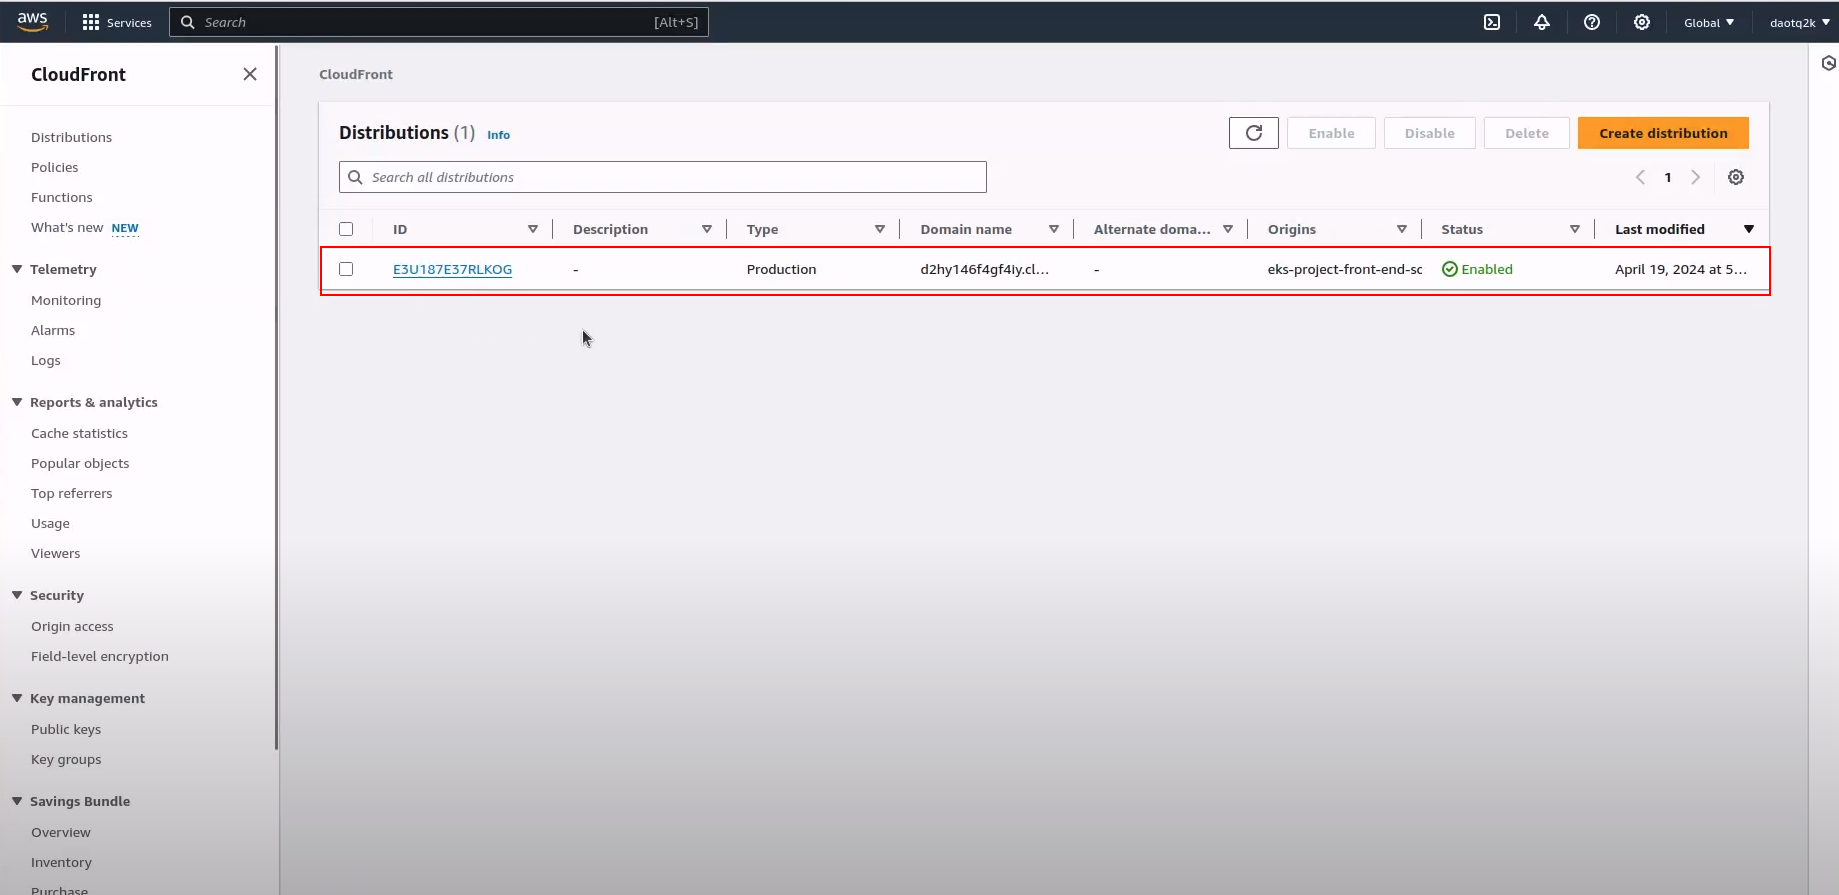 aws Services Search [Alt+S] Global daotq2k
CloudFront
Distributions
Policies
Functions
What's new NEW
Telemetry
Monitoring
Alarms
Logs
Reports & analytics
Cache statistics
Popular objects
Top referrers
Usage
Viewers
Security
Origin access
Field-level encryption
Key management
Public keys
Key groups
Savings Bundle
Overview
Inventory
Purchase
CloudFront
Distributions (1) Info Enable Disable Delete Create distribution
Search all distributions 1
ID Description Type Domain name Alternate doma... Origins Status Last modified
E3U187E37RLKOG - Production d2hy146f4gf4iy.cl... - eks-project-front-end-sc Enabled April 19, 2024 at 5...